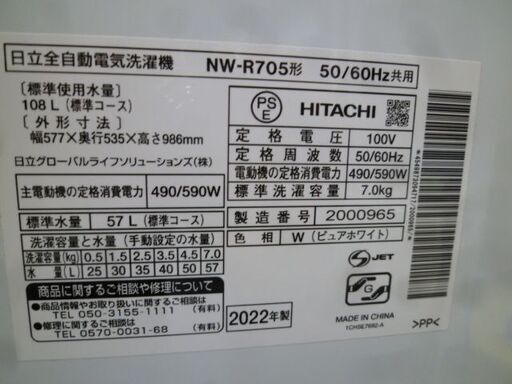 日立全自動電気洗濯機 NW-R705形 50/60Hz共用
〔標準使用水量〕
108L（標準コース）
〔外形寸法〕
幅577×奥行535×高さ986mm
日立グローバルライフソリューションズ（株）
主電動機の定格消費電力 490/590W
標準水量 57L（標準コース）
洗濯容量と水量（手動設定の水量）
洗濯容量(kg) 0.5 1.5 2.5 3.5 4.5 7.0
水量(L) 25 30 35 40 50 57
商品に関するご相談や修理について
商品情報やお取り扱いに関するご相談
TEL 050-3155-1111（有料）
修理に関するご相談
TEL 0570-0031-68（有料）
PS
E
HITACHI
定格電圧 100V
定格周波数 50/60Hz
電動機の定格消費電力 490/590W
標準洗濯容量 7.0kg
製造番号 2000965
色相 W（ピュアホワイト）
S JET
2022年製
G
1CHSE7692-A
>PP<